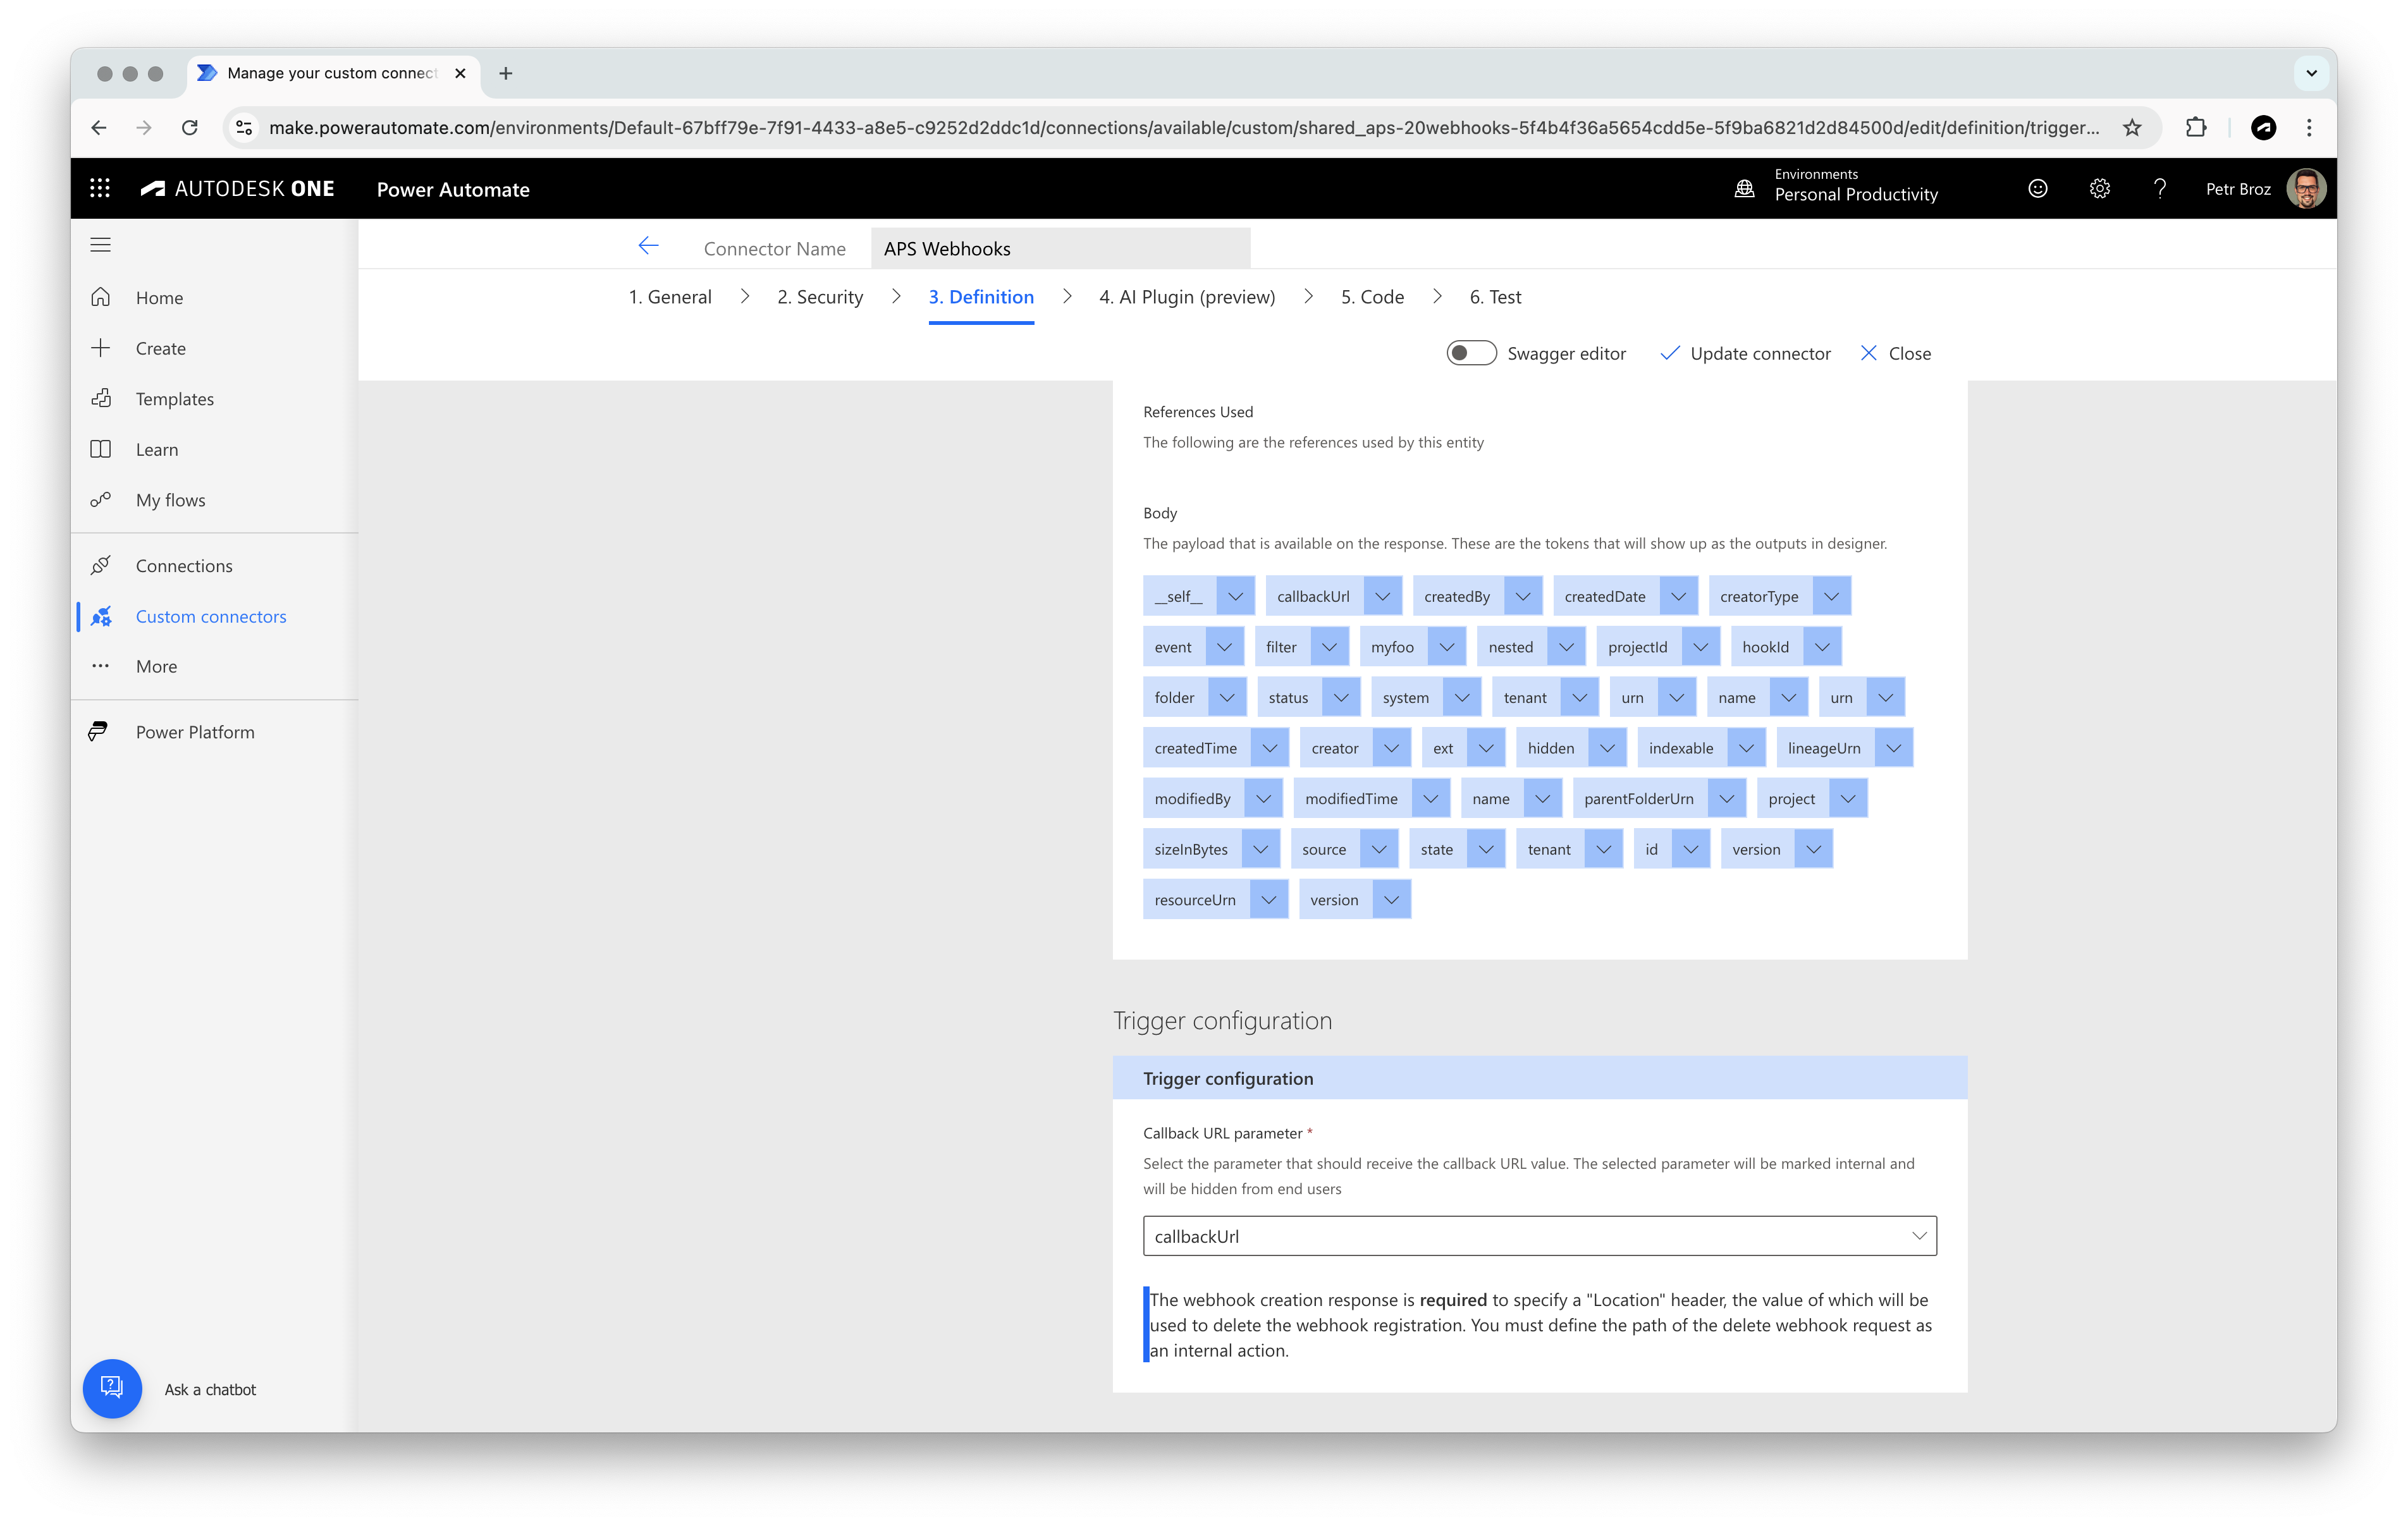 Manage your custom connect
make.powerautomate.com/environments/Default-67bff79e-7f91-4433-a8e5-c9252d2ddc1d/connections/available/custom/shared_aps-20webhooks-5f4b4f36a5654cdd5e-5f9ba6821d2d84500d/edit/definition/trigger...
AUTODESK ONE Power Automate Environments
Personal Productivity ? Petr Broz
Connector Name APS Webhooks
1. General 2. Security 3. Definition 4. AI Plugin (preview) 5. Code 6. Test
Swagger editor Update connector Close
Home
Create
Templates
Learn
My flows
Connections
Custom connectors
More
Power Platform
Ask a chatbot
References Used
The following are the references used by this entity
Body
The payload that is available on the response. These are the tokens that will show up as the outputs in designer.
__self__ callbackUrl createdBy createdDate creatorType
event filter myfoo nested projectId hookId
folder status system tenant urn name urn
createdTime creator ext hidden indexable lineageUrn
modifiedBy modifiedTime name parentFolderUrn project
sizeInBytes source state tenant id version
resourceUrn version
Trigger configuration
Trigger configuration
Callback URL parameter *
Select the parameter that should receive the callback URL value. The selected parameter will be marked internal and
will be hidden from end users
callbackUrl
The webhook creation response is required to specify a "Location" header, the value of which will be
used to delete the webhook registration. You must define the path of the delete webhook request as
an internal action.